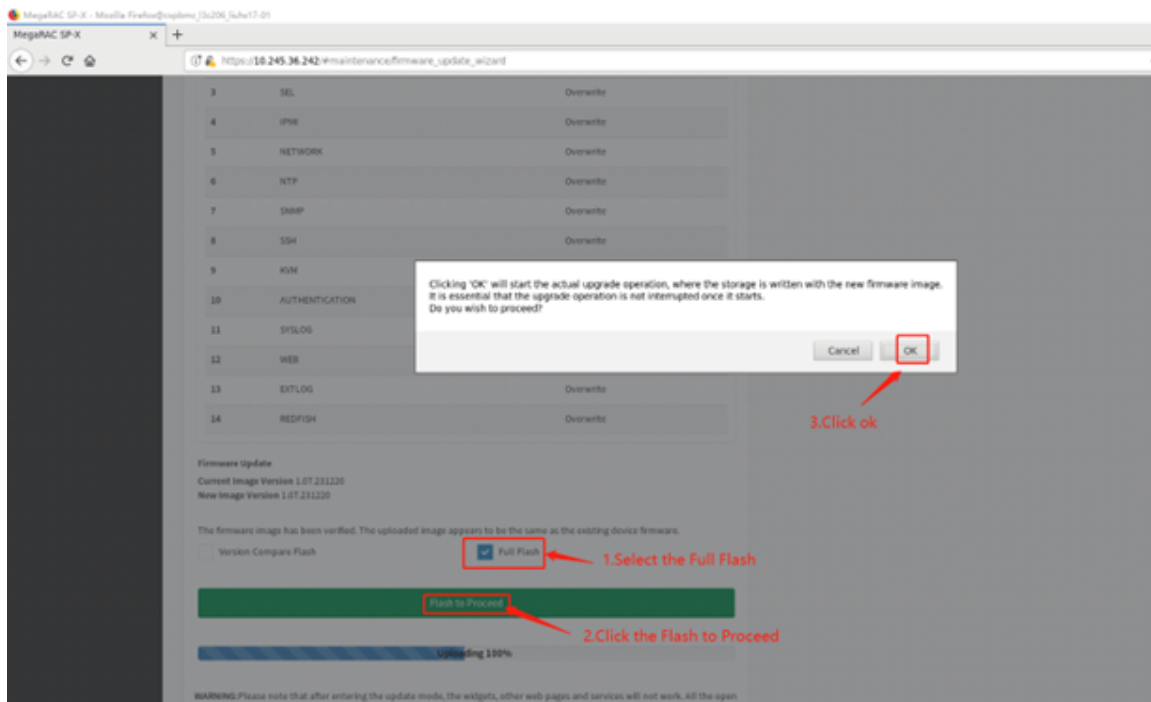 MegaRAC SP-X - Mozilla Firefox
MegaRAC SP-X × +
https://10.245.36.242/#maintenance/firmware_update_wizard
3 SEL Overwrite
4 IPMI Overwrite
5 NETWORK Overwrite
6 NTP Overwrite
7 SNMP Overwrite
8 SSH Overwrite
9 KVM
Clicking 'OK' will start the actual upgrade operation, where the storage is written with the new firmware image.
It is essential that the upgrade operation is not interrupted once it starts.
Do you wish to proceed?
10 AUTHENTICATION
11 SYSLOG
Cancel OK
12 WEB
13 EXTLOG Overwrite
14 REDFISH Overwrite
3.Click ok
Firmware Update
Current Image Version 1.07.231220
New Image Version 1.07.231220
The firmware image has been verified. The uploaded image appears to be the same as the existing device firmware.
Version Compare Flash Full Flash
1.Select the Full Flash
Flash to Proceed
2.Click the Flash to Proceed
Uploading 100%
WARNING:Please note that after entering the update mode, the widgets, other web pages and services will not work. All the open